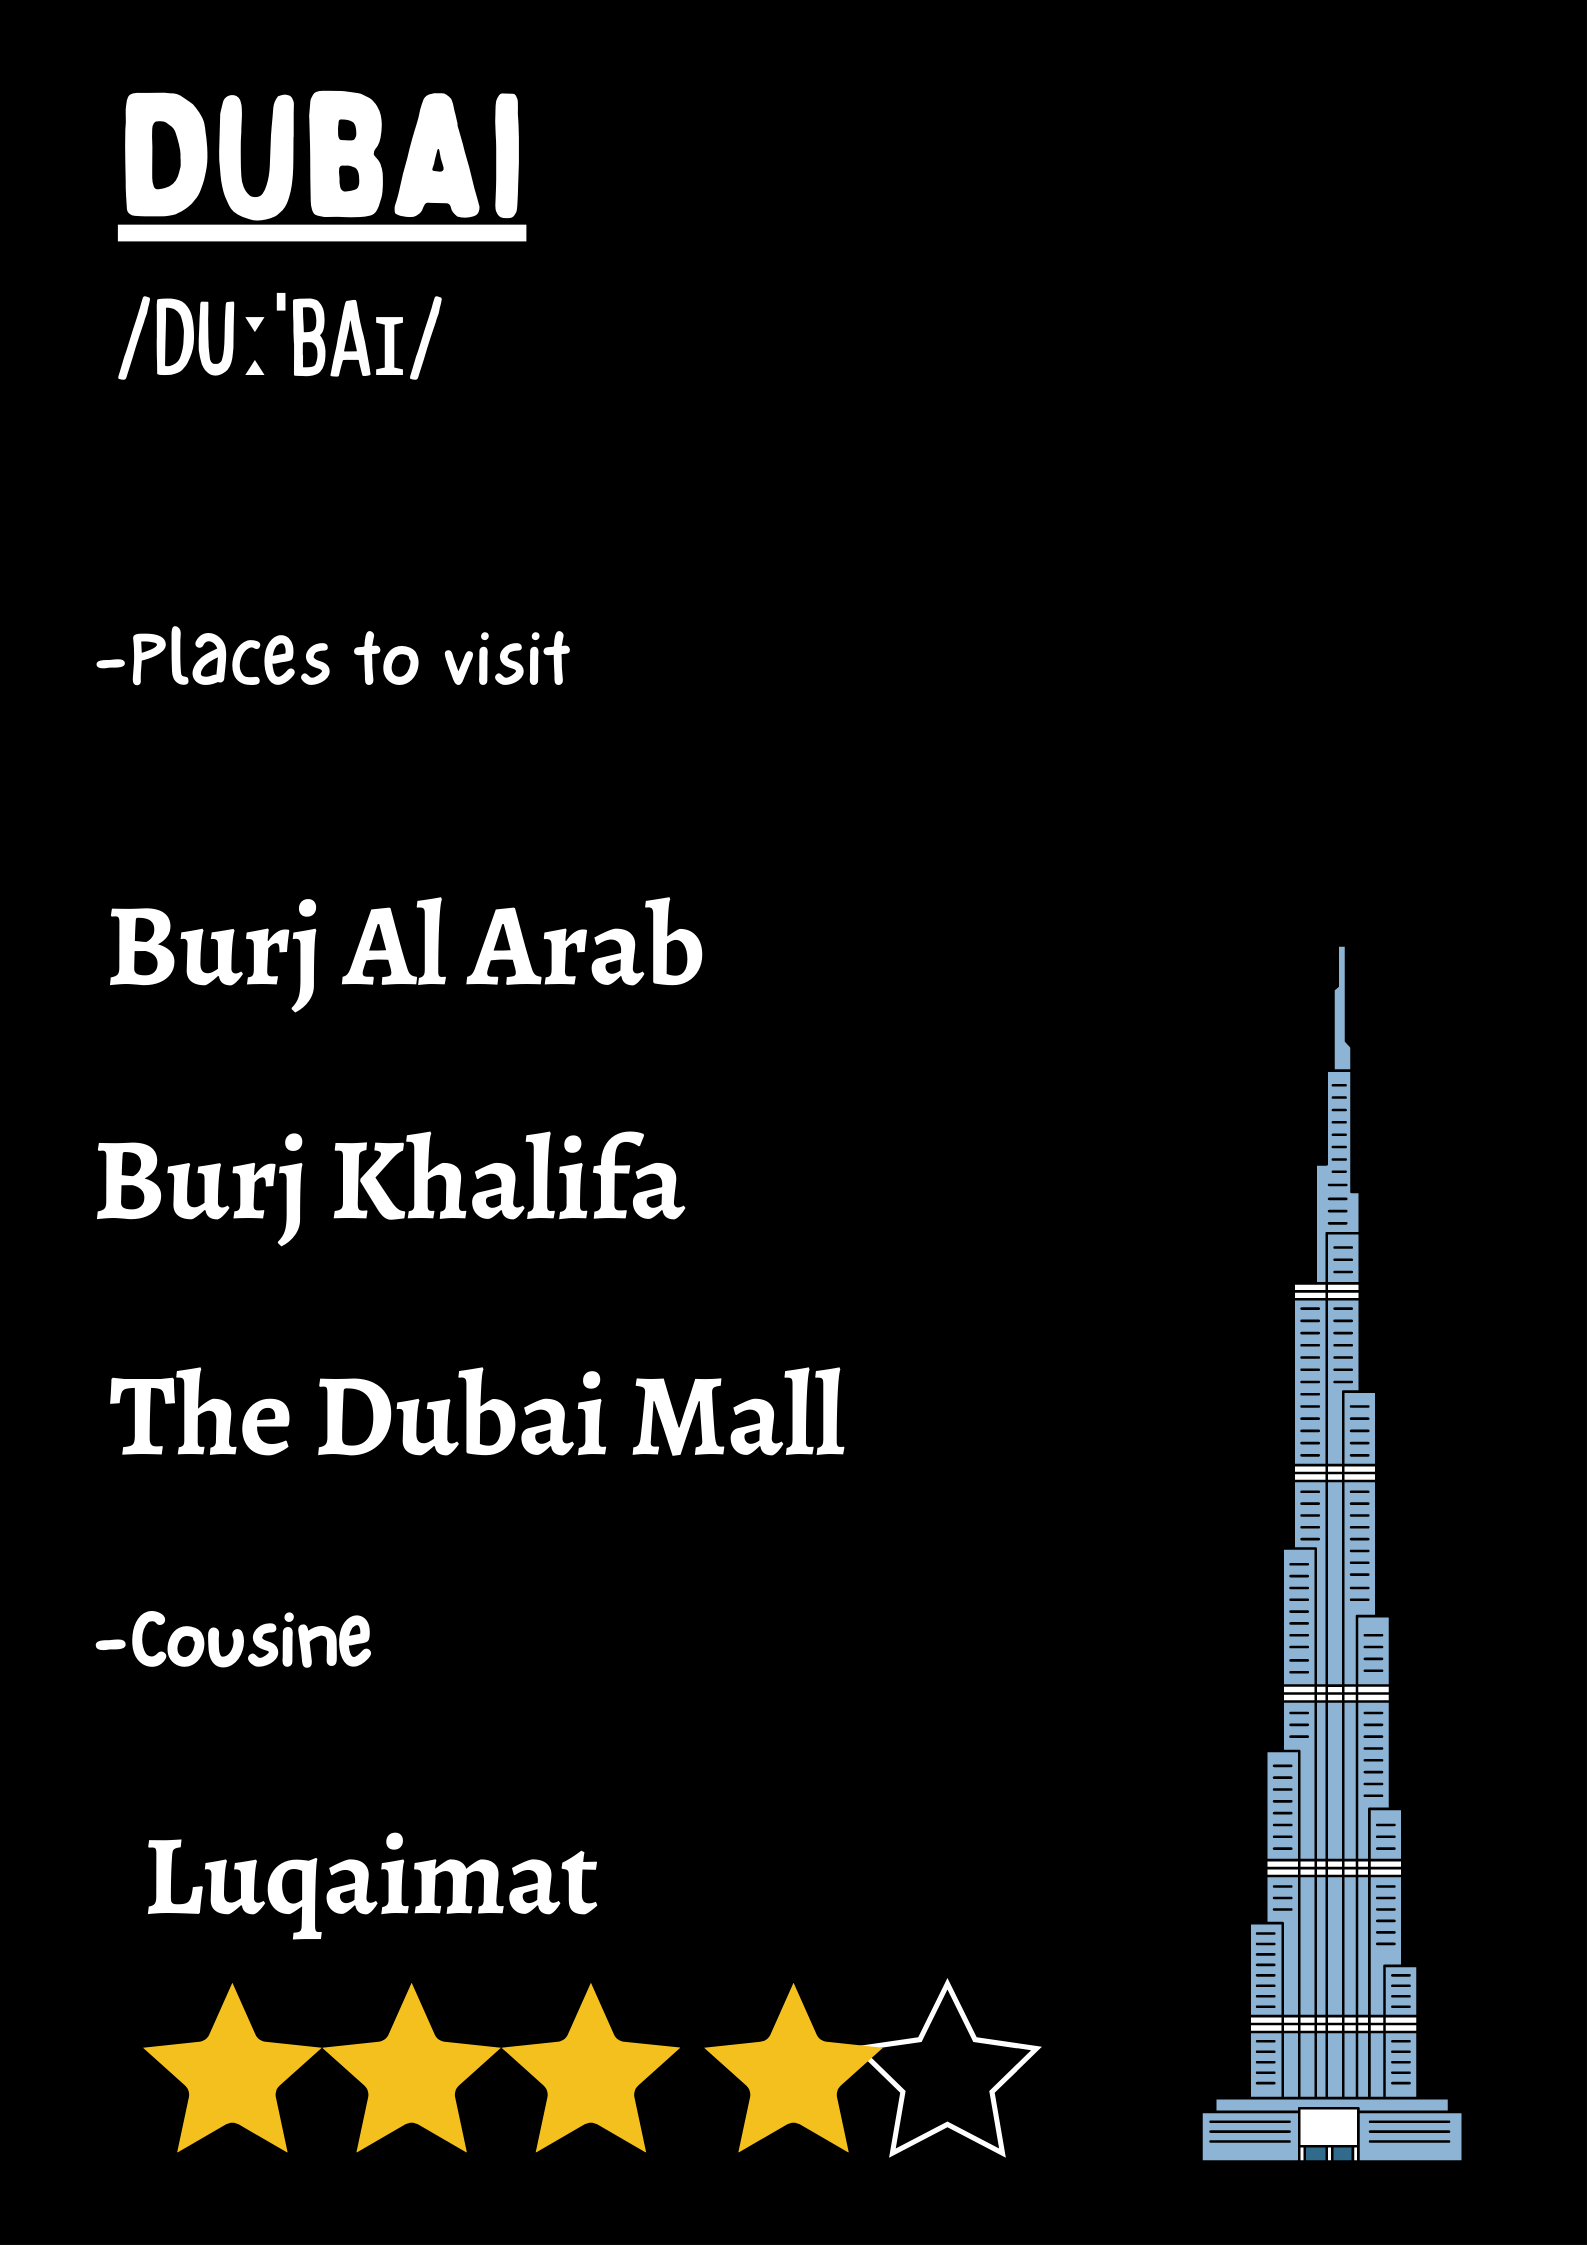 DUBAI
/DUːˈBAɪ/
-Places to visit
Burj Al Arab
Burj Khalifa
The Dubai Mall
-Cousine
Luqaimat